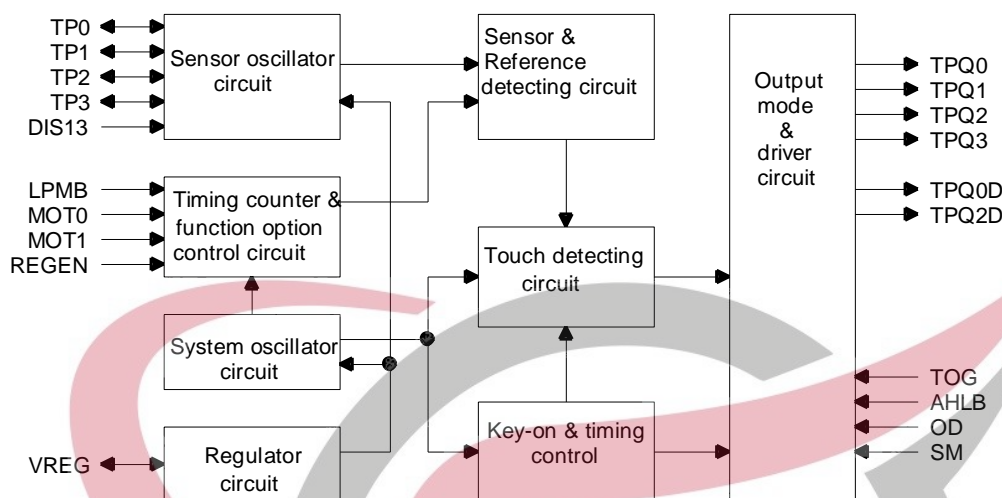 TP0
TP1
TP2
TP3
DIS13
Sensor oscillator
circuit
Sensor &
Reference
detecting circuit
Output
mode
&
driver
circuit
TPQ0
TPQ1
TPQ2
TPQ3
TPQ0D
TPQ2D
LPMB
MOT0
MOT1
REGEN
Timing counter &
function option
control circuit
Touch detecting
circuit
System oscillator
circuit
TOG
AHLB
OD
SM
VREG
Regulator
circuit
Key-on & timing
control